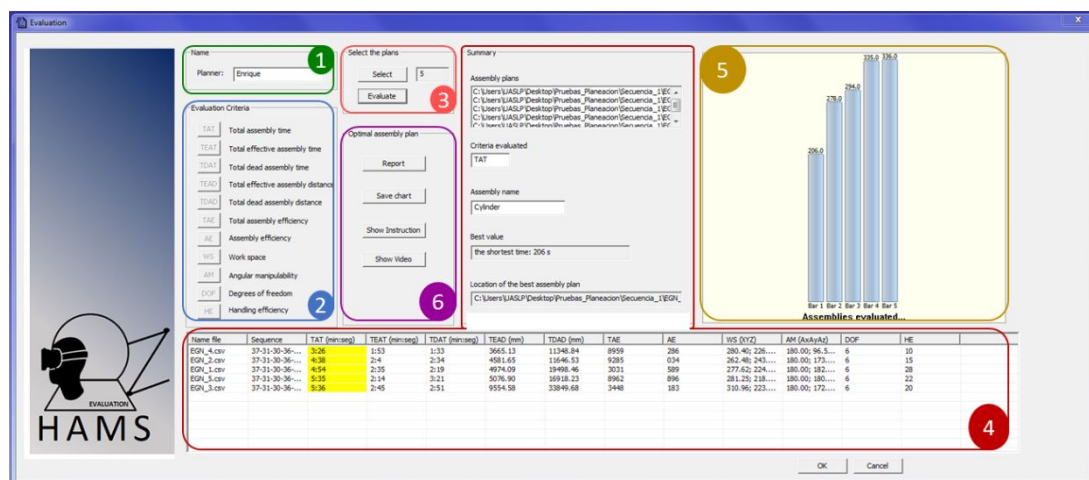 Evaluation
Name
Planner: Enrique
1
Evaluation Criteria
TAT Total assembly time
TEAT Total effective assembly time
TDAT Total dead assembly time
TEAD Total effective assembly distance
TDAD Total dead assembly distance
TAE Total assembly efficiency
AE Assembly efficiency
WS Work space
AM Angular manipulability
DOF Degrees of freedom
HE Handling efficiency
2
Select the plans
Select 5
Evaluate
3
Optimal assembly plan
Report
Save chart
Show Instruction
Show Video
6
Summary
Assembly plans
C:\Users\UASLP\Desktop\Pruebas_Planeacion\Secuencia_1\EC
C:\Users\UASLP\Desktop\Pruebas_Planeacion\Secuencia_1\EC
C:\Users\UASLP\Desktop\Pruebas_Planeacion\Secuencia_1\EC
C:\Users\UASLP\Desktop\Pruebas_Planeacion\Secuencia_1\EC
Criteria evaluated
TAT
Assembly name
Cylinder
Best value
the shortest time: 206 s
Location of the best assembly plan
C:\Users\UASLP\Desktop\Pruebas_Planeacion\Secuencia_1\EGN_
5
206.0 278.0 294.0 335.0 336.0
Bar 1 Bar 2 Bar 3 Bar 4 Bar 5
Assemblies evaluated...
EVALUATION
HAMS
Name file Sequence TAT (min:seg) TEAT (min:seg) TDAT (min:seg) TEAD (mm) TDAD (mm) TAE AE WS (XYZ) AM (AxAyAz) DOF HE
EGN_4.csv 37-31-30-36-... 3:26 1:53 1:33 3665.13 11348.84 8959 286 280.40; 226.... 180.00; 96.5... 6 10
EGN_2.csv 37-31-30-36-... 4:38 2:4 2:34 4581.65 11646.53 9285 034 262.48; 243.... 180.00; 173.... 6 15
EGN_1.csv 37-31-30-36-... 4:54 2:35 2:19 4974.09 19498.46 3031 589 277.62; 224.... 180.00; 182.... 6 28
EGN_5.csv 37-31-30-36-... 5:35 2:14 3:21 5076.90 16918.23 8962 896 281.25; 218.... 180.00; 180.... 6 22
EGN_3.csv 37-31-30-36-... 5:36 2:45 2:51 9554.58 33849.68 3448 183 310.96; 223.... 180.00; 172.... 6 20
4
OK Cancel